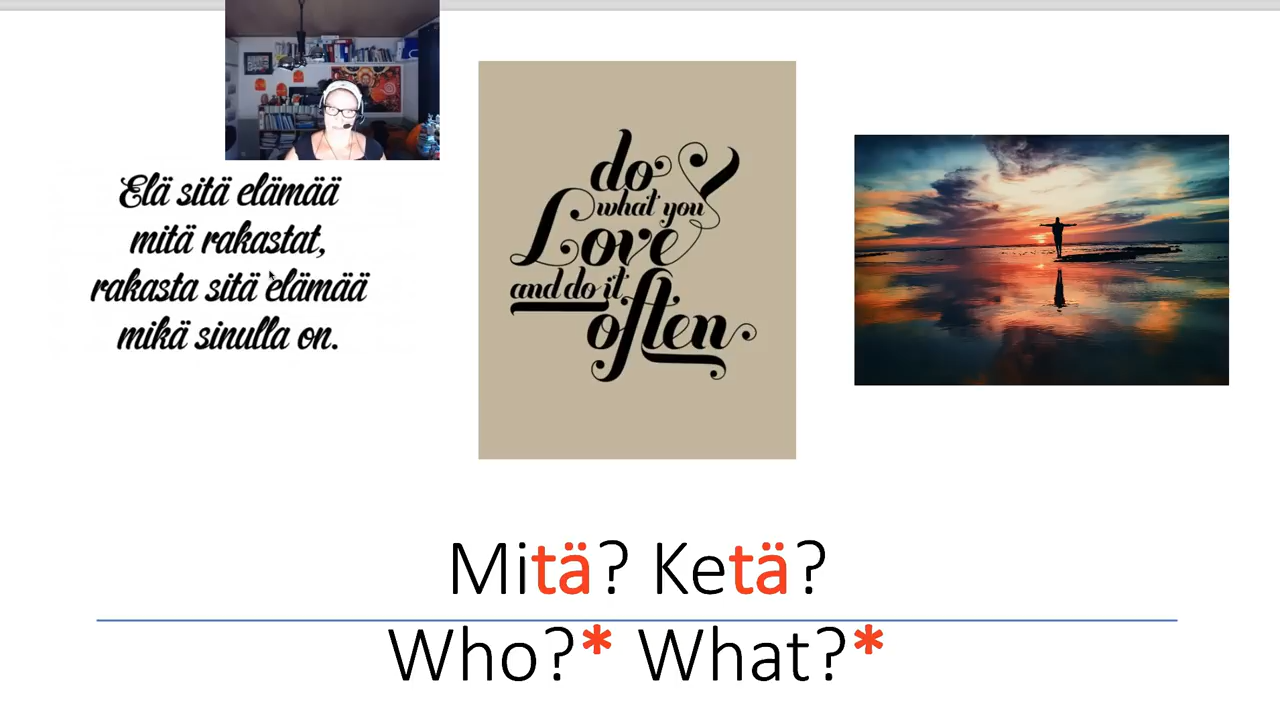 Elä sitä elämää
mitä rakastat,
rakasta sitä elämää
mikä sinulla on.
do
what you
Love
and do it
often
Mitä? Ketä?
Who?* What?*